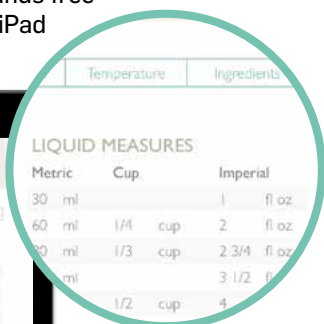 ands free
iPad
Temperature Ingredients
LIQUID MEASURES
Metric Cup Imperial
30 ml 1 fl oz
60 ml 1/4 cup 2 fl oz
80 ml 1/3 cup 2 3/4 fl oz
ml 3 1/2 fl
1/2 cup 4